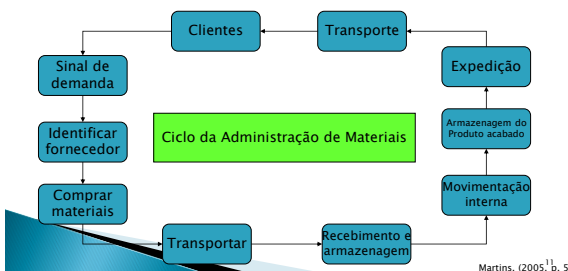 Clientes
Transporte
Sinal de
demanda
Expedição
Identificar
fornecedor
Ciclo da Administração de Materiais
Armazenagem do
Produto acabado
Comprar
materiais
Movimentação
interna
Transportar
Recebimento e
armazenagem
11
Martins, (2005, p. 5